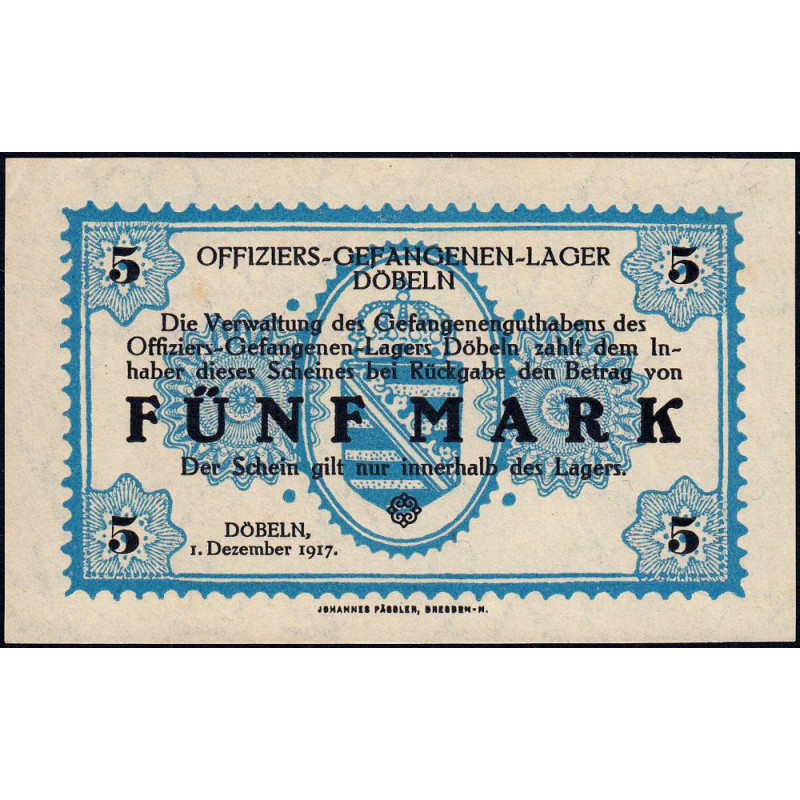 5 5
OFFIZIERS-GEFANGENEN-LAGER
DÖBELN
Die Verwaltung des Gefangenenguthabens des
Offiziers-Gefangenen-Lagers Döbeln zahlt dem In-
haber dieses Scheines bei Rückgabe den Betrag von
FÜNF MARK
Der Schein gilt nur innerhalb des Lagers.
5 5
DÖBELN,
1. Dezember 1917.
JOHANNES PÄSSLER, DRESDEN-N.